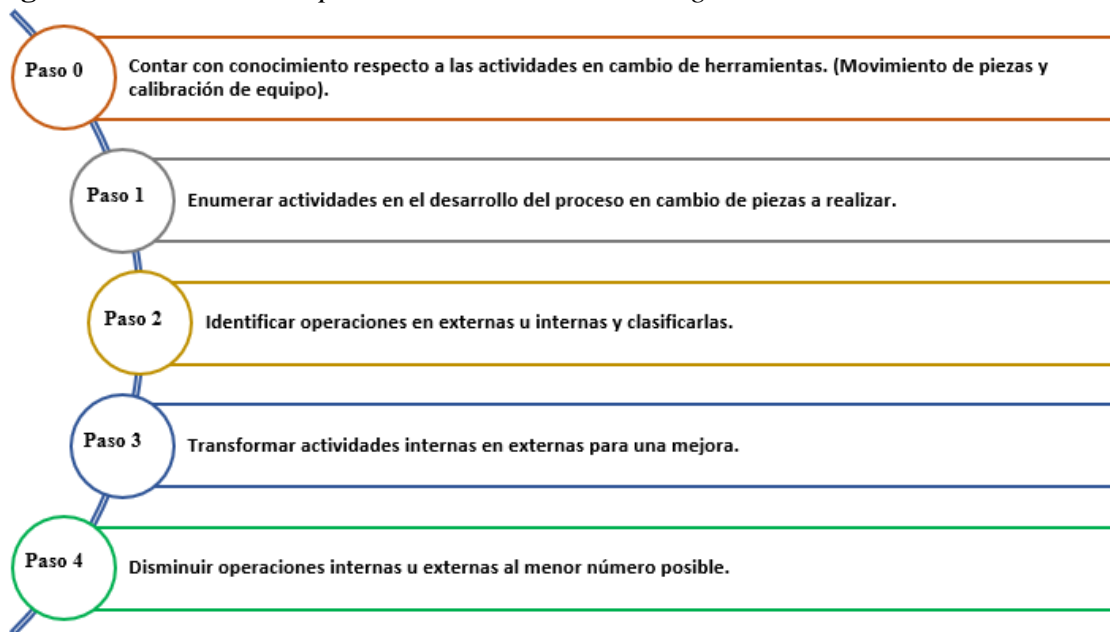 Paso 0
Contar con conocimiento respecto a las actividades en cambio de herramientas. (Movimiento de piezas y
calibración de equipo).
Paso 1
Enumerar actividades en el desarrollo del proceso en cambio de piezas a realizar.
Paso 2
Identificar operaciones en externas u internas y clasificarlas.
Paso 3
Transformar actividades internas en externas para una mejora.
Paso 4
Disminuir operaciones internas u externas al menor número posible.